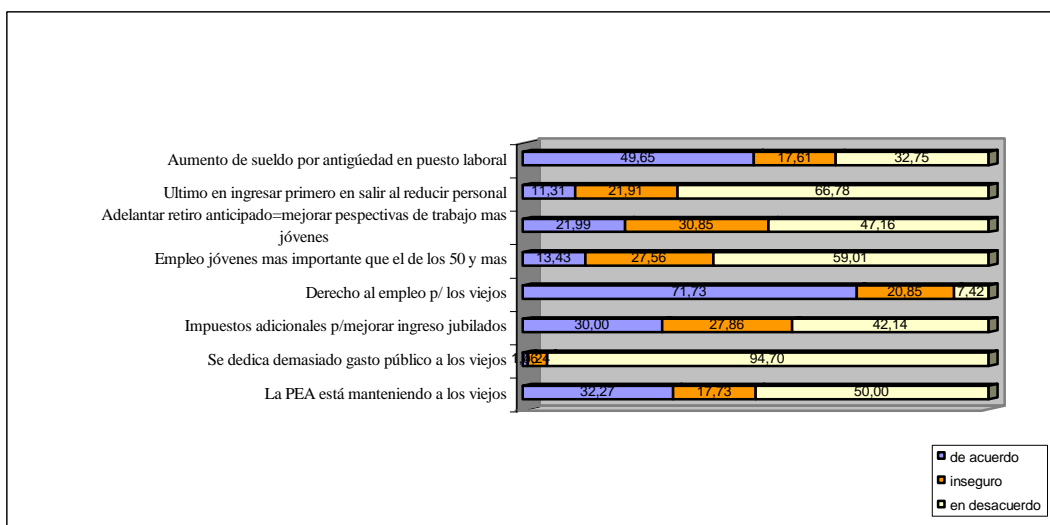 Aumento de sueldo por antigúedad en puesto laboral
49,65 17,61 32,75
Ultimo en ingresar primero en salir al reducir personal
11,31 21,91 66,78
Adelantar retiro anticipado=mejorar pespectivas de trabajo mas
jóvenes
21,99 30,85 47,16
Empleo jóvenes mas importante que el de los 50 y mas
13,43 27,56 59,01
Derecho al empleo p/ los viejos
71,73 20,85 7,42
Impuestos adicionales p/mejorar ingreso jubilados
30,00 27,86 42,14
Se dedica demasiado gasto público a los viejos
94,70
La PEA está manteniendo a los viejos
32,27 17,73 50,00
de acuerdo
inseguro
en desacuerdo